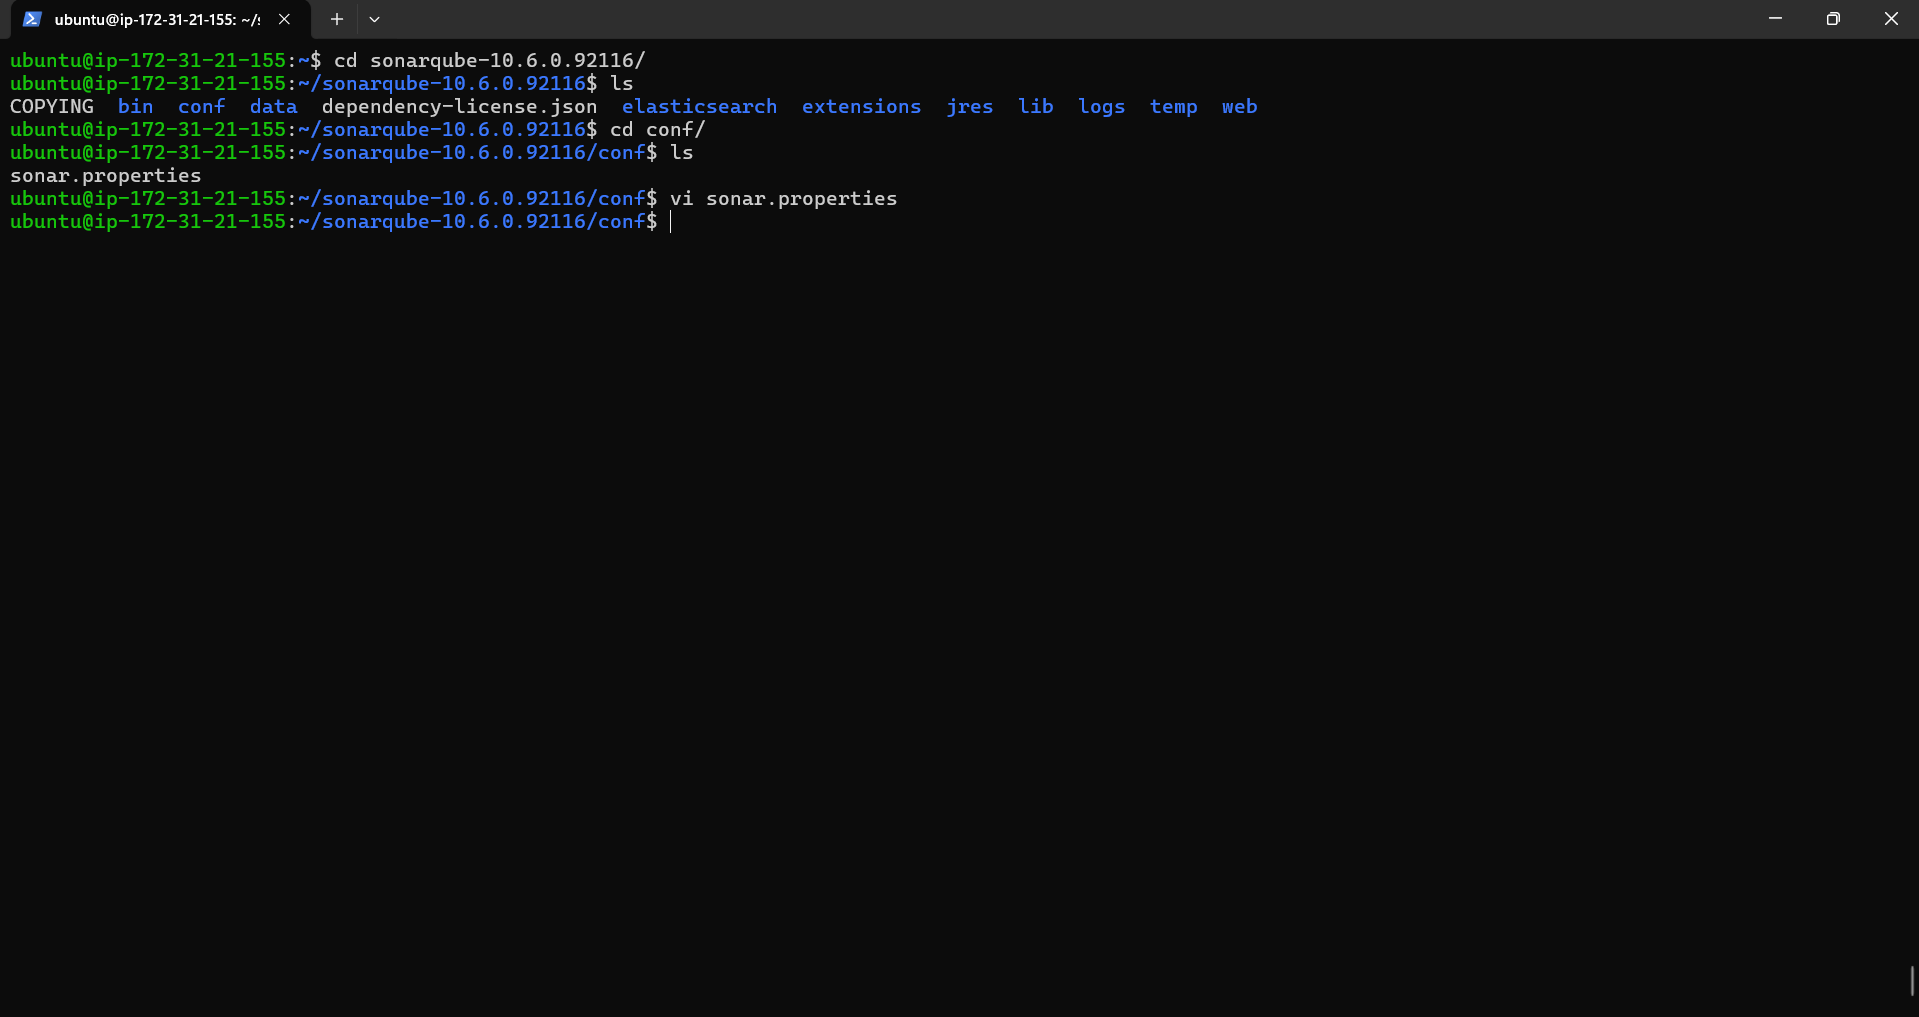 ubuntu@ip-172-31-21-155: ~/s
ubuntu@ip-172-31-21-155:~$ cd sonarqube-10.6.0.92116/
ubuntu@ip-172-31-21-155:~/sonarqube-10.6.0.92116$ ls
COPYING  bin  conf  data  dependency-license.json  elasticsearch  extensions  jres  lib  logs  temp  web
ubuntu@ip-172-31-21-155:~/sonarqube-10.6.0.92116$ cd conf/
ubuntu@ip-172-31-21-155:~/sonarqube-10.6.0.92116/conf$ ls
sonar.properties
ubuntu@ip-172-31-21-155:~/sonarqube-10.6.0.92116/conf$ vi sonar.properties
ubuntu@ip-172-31-21-155:~/sonarqube-10.6.0.92116/conf$